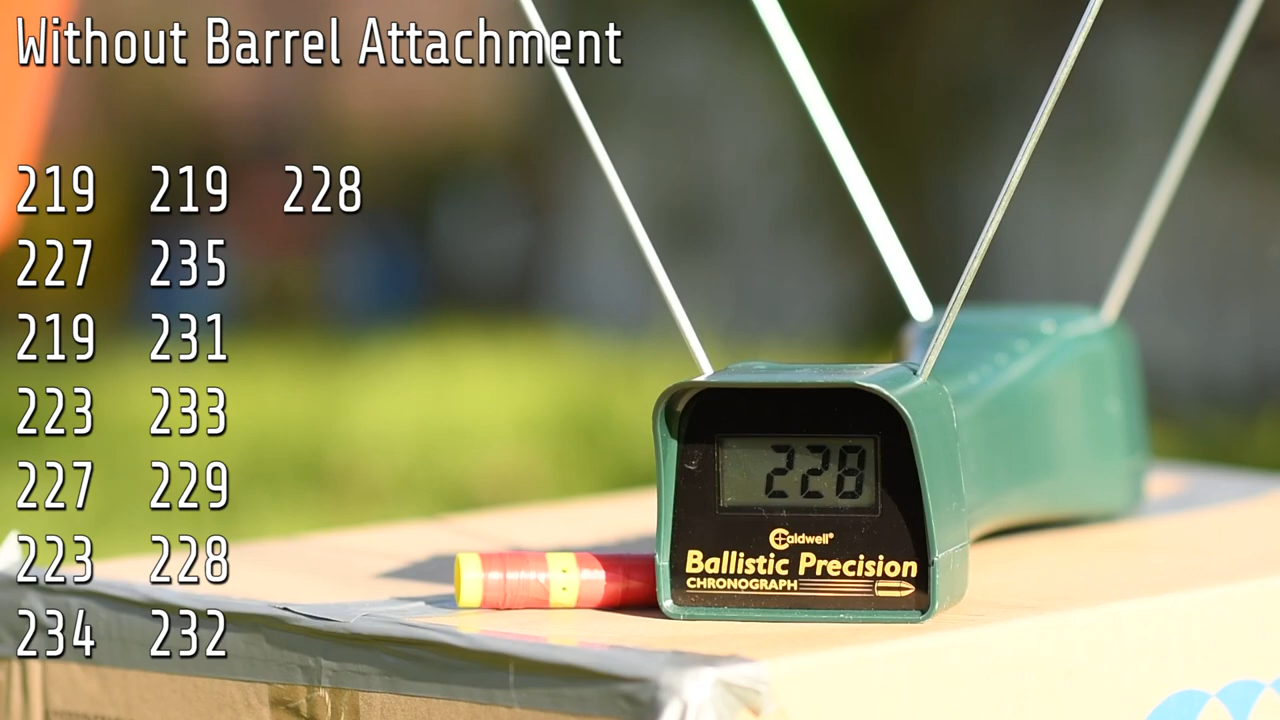 Without Barrel Attachment
219 219 228
227 235
219 231
223 233
227 229
223 228
234 232
228
Caldwell®
Ballistic Precision
CHRONOGRAPH